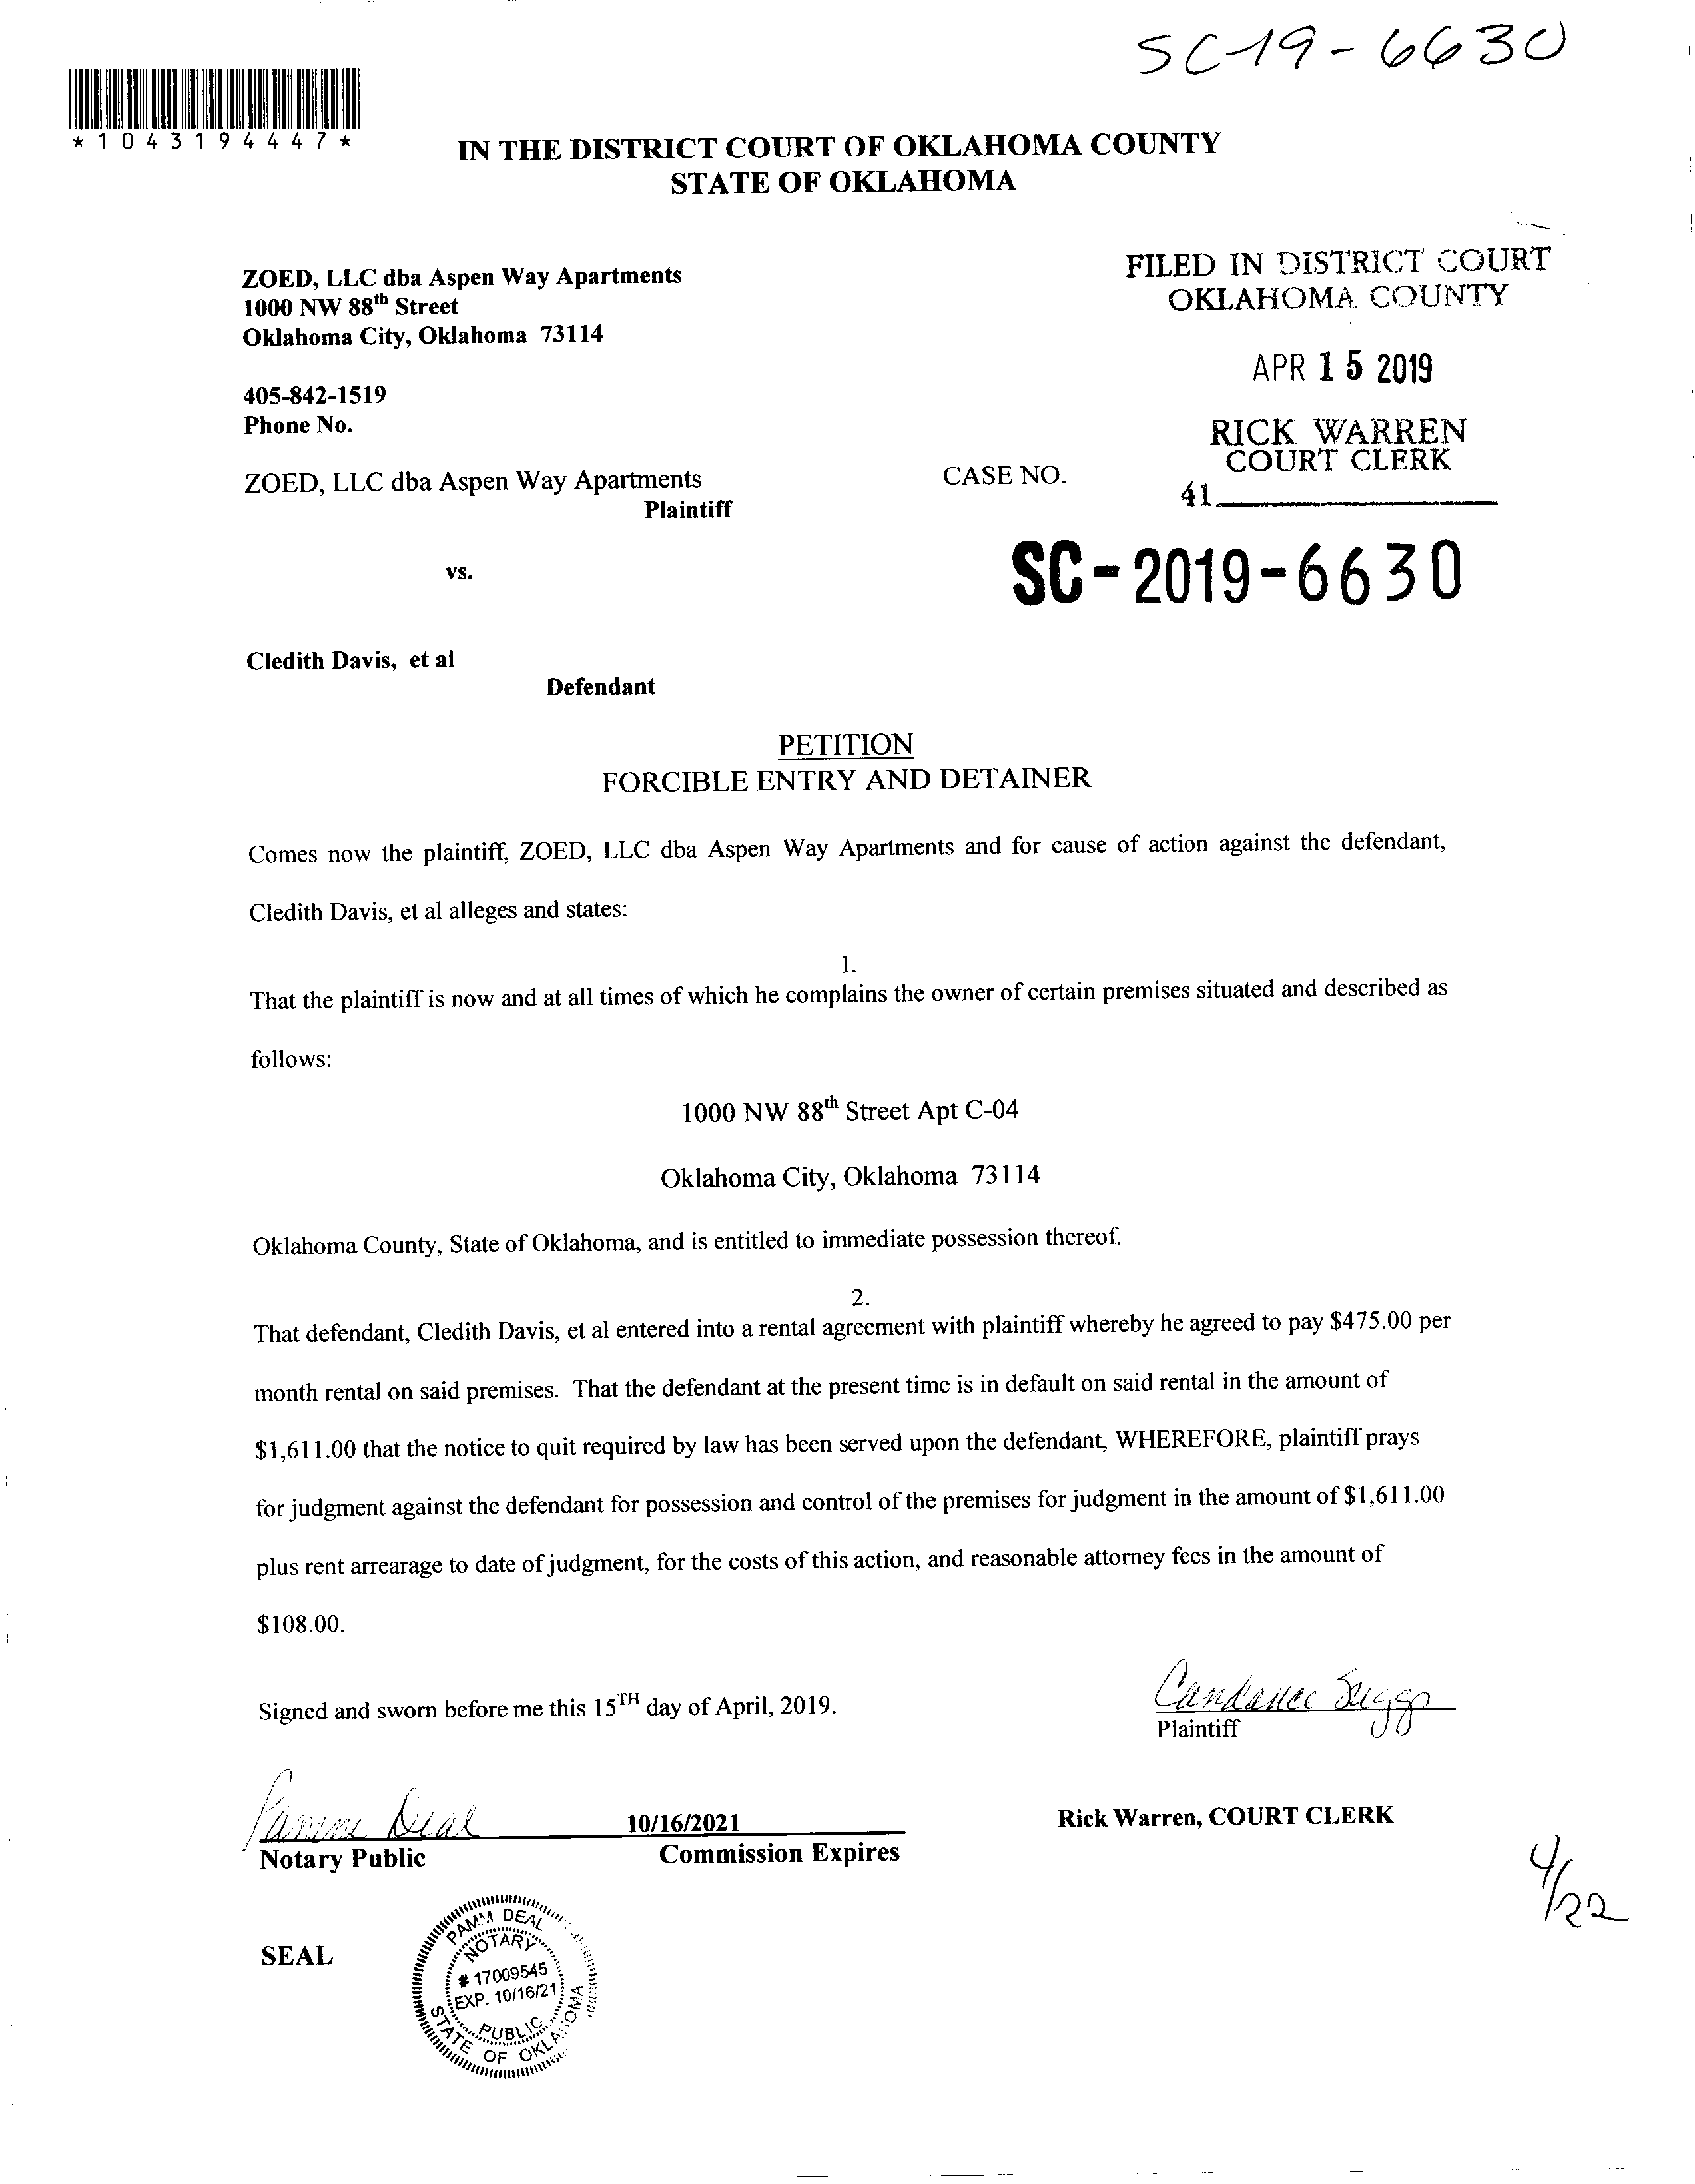 SC-19-6630
*1043194447*
IN THE DISTRICT COURT OF OKLAHOMA COUNTY
STATE OF OKLAHOMA
ZOED, LLC dba Aspen Way Apartments
1000 NW 88th Street
Oklahoma City, Oklahoma 73114
405-842-1519
Phone No.
FILED IN DISTRICT COURT
OKLAHOMA COUNTY
APR 15 2019
RICK WARREN
COURT CLERK
41
ZOED, LLC dba Aspen Way Apartments
Plaintiff
CASE NO.
SC-2019-6630
vs.
Cledith Davis, et al
Defendant
PETITION
FORCIBLE ENTRY AND DETAINER
Comes now the plaintiff, ZOED, LLC dba Aspen Way Apartments and for cause of action against the defendant,
Cledith Davis, et al alleges and states:
1.
That the plaintiff is now and at all times of which he complains the owner of certain premises situated and described as
follows:
1000 NW 88th Street Apt C-04
Oklahoma City, Oklahoma 73114
Oklahoma County, State of Oklahoma, and is entitled to immediate possession thereof.
2.
That defendant, Cledith Davis, et al entered into a rental agreement with plaintiff whereby he agreed to pay $475.00 per
month rental on said premises. That the defendant at the present time is in default on said rental in the amount of
$1,611.00 that the notice to quit required by law has been served upon the defendant, WHEREFORE, plaintiff prays
for judgment against the defendant for possession and control of the premises for judgment in the amount of $1,611.00
plus rent arrearage to date of judgment, for the costs of this action, and reasonable attorney fees in the amount of
$108.00.
Signed and sworn before me this 15TH day of April, 2019.
Candance Suggs
Plaintiff
Pamm Deal
Notary Public
10/16/2021
Commission Expires
Rick Warren, COURT CLERK
4/22
SEAL
PAMM DEAL
NOTARY
# 17009545
EXP. 10/16/21
PUBLIC
STATE OF OKLAHOMA